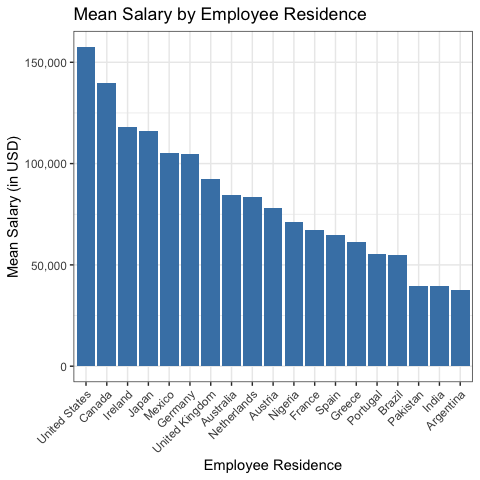 Mean Salary by Employee Residence
Mean Salary (in USD)
150,000
100,000
50,000
0
United States
Canada
Ireland
Japan
Mexico
Germany
United Kingdom
Australia
Netherlands
Austria
Nigeria
France
Spain
Greece
Portugal
Brazil
Pakistan
India
Argentina
Employee Residence